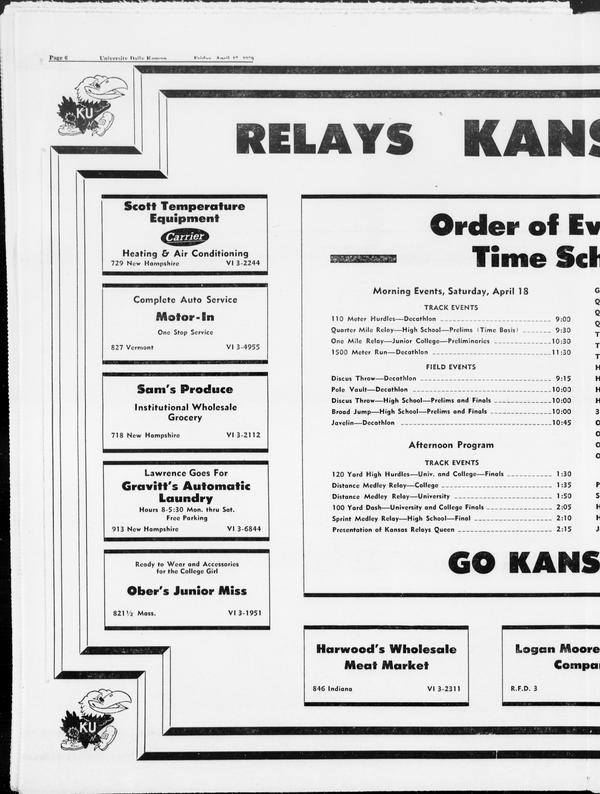 Page 6 University Daily Kansan Friday, April 17, 1959
KU
RELAYS KANS
Scott Temperature
Equipment
Carrier
Heating & Air Conditioning
729 New Hampshire VI 3-2244
Complete Auto Service
Motor-In
One Stop Service
827 Vermont VI 3-4955
Sam's Produce
Institutional Wholesale
Grocery
718 New Hampshire VI 3-2112
Lawrence Goes For
Gravitt's Automatic
Laundry
Hours 8-5:30 Mon. thru Sat.
Free Parking
913 New Hampshire VI 3-6844
Ready to Wear and Accessories
for the College Girl
Ober's Junior Miss
821½ Mass. VI 3-1951
Order of Ev
Time Sch
Morning Events, Saturday, April 18
TRACK EVENTS
110 Meter Hurdles—Decathlon 9:00
Quarter Mile Relay—High School—Prelims (Time Basis) 9:30
One Mile Relay—Junior College—Preliminaries 10:30
1500 Meter Run—Decathlon 11:30
FIELD EVENTS
Discus Throw—Decathlon 9:15
Pole Vault—Decathlon 10:00
Discus Throw—High School—Prelims and Finals 10:00
Broad Jump—High School—Prelims and Finals 10:00
Javelin—Decathlon 10:45
Afternoon Program
TRACK EVENTS
120 Yard High Hurdles—Univ. and College—Finals 1:30
Distance Medley Relay—College 1:35
Distance Medley Relay—University 1:50
100 Yard Dash—University and College Finals 2:05
Sprint Medley Relay—High School—Final 2:10
Presentation of Kansas Relays Queen 2:15
GO KANS
Harwood's Wholesale
Meat Market
846 Indiana VI 3-2311
Logan Moore
Compa
R.F.D. 3
KU